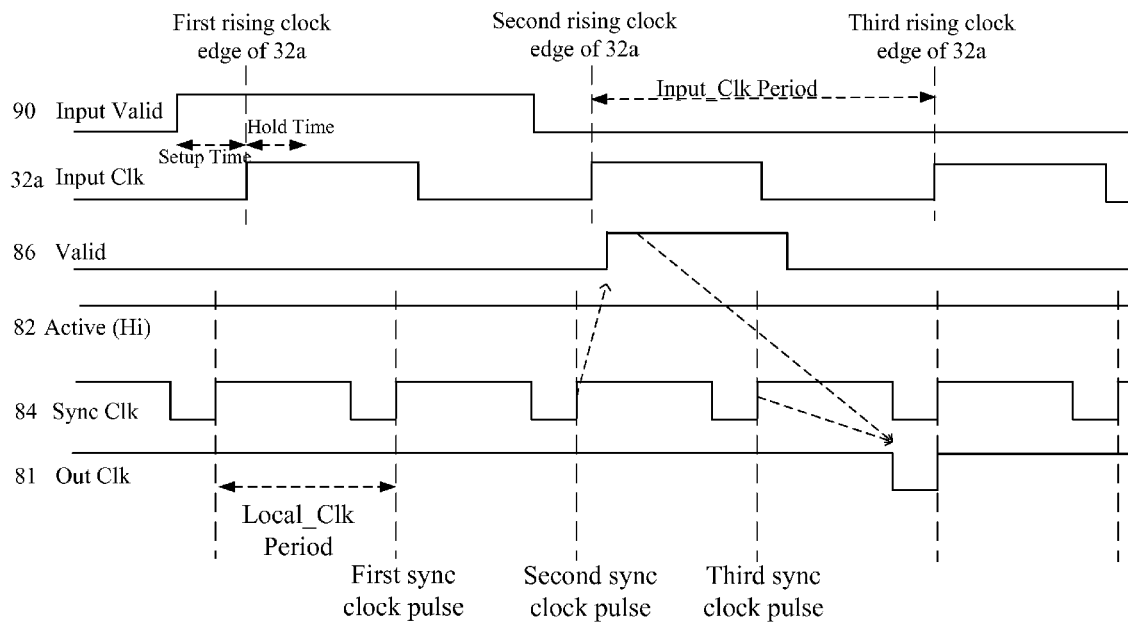 First rising clock
edge of 32a
Second rising clock
edge of 32a
Third rising clock
edge of 32a
Input_Clk Period
90 Input Valid
Hold Time
Setup Time
32a Input Clk
86 Valid
82 Active (Hi)
84 Sync Clk
81 Out Clk
Local_Clk
Period
First sync
clock pulse
Second sync
clock pulse
Third sync
clock pulse